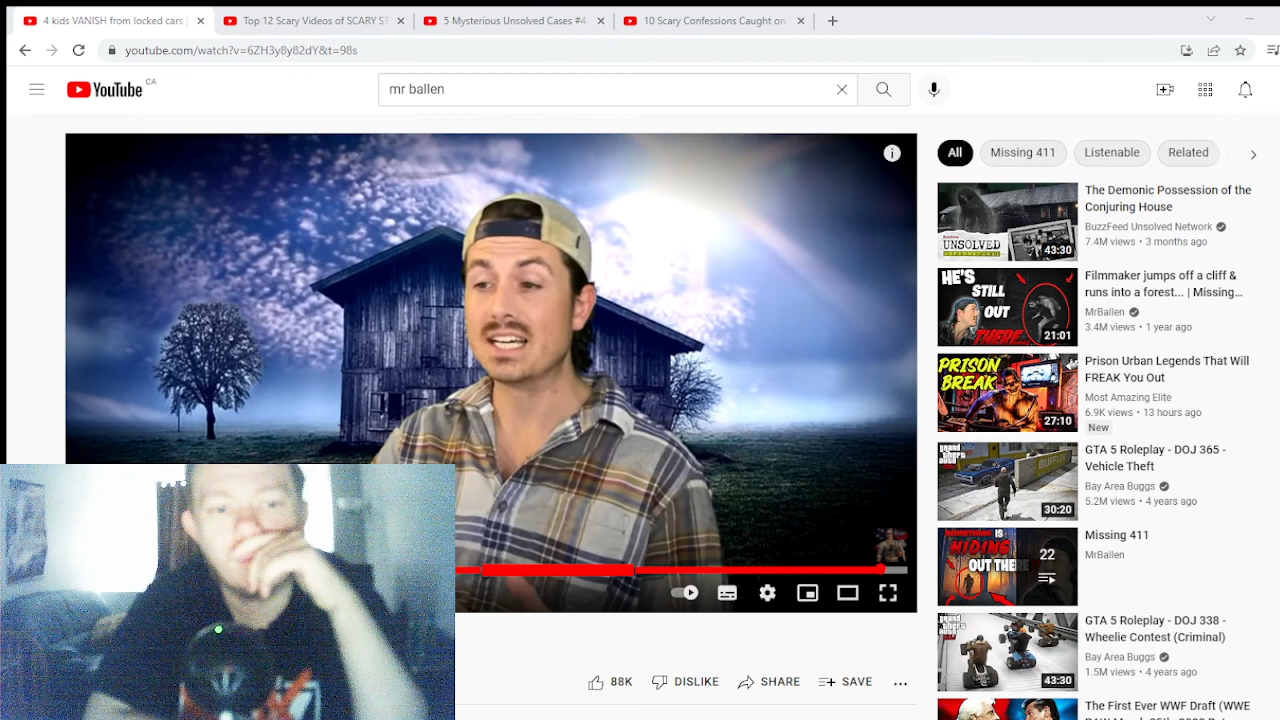 4 kids VANISH from locked cars |
Top 12 Scary Videos of SCARY ST
5 Mysterious Unsolved Cases #4
10 Scary Confessions Caught on
youtube.com/watch?v=6ZH3y8y82dY&t=98s
YouTube CA
mr ballen
All
Missing 411
Listenable
Related
UNSOLVED
43:30
The Demonic Possession of the
Conjuring House
BuzzFeed Unsolved Network
7.4M views • 3 months ago
HE'S
STILL
OUT
THERE
21:01
Filmmaker jumps off a cliff &
runs into a forest... | Missing...
MrBallen
3.4M views • 1 year ago
PRISON
BREAK
27:10
Prison Urban Legends That Will
FREAK You Out
Most Amazing Elite
6.9K views • 13 hours ago
New
30:20
GTA 5 Roleplay - DOJ 365 -
Vehicle Theft
Bay Area Buggs
5.2M views • 4 years ago
SOMETHING IS
HIDING
OUT THE
22
Missing 411
MrBallen
43:30
GTA 5 Roleplay - DOJ 338 -
Wheelie Contest (Criminal)
Bay Area Buggs
1.5M views • 4 years ago
The First Ever WWF Draft (WWE
88K
DISLIKE
SHARE
SAVE